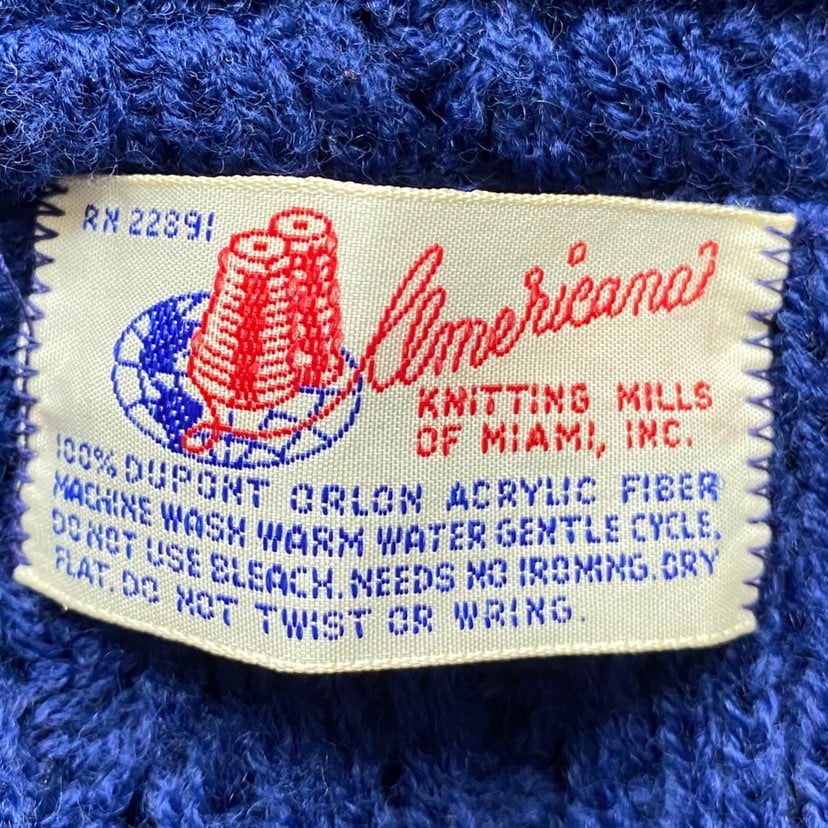 RN 22891
Americana
KNITTING MILLS
OF MIAMI, INC.
100% DUPONT ORLON ACRYLIC FIBER
MACHINE WASH WARM WATER GENTLE CYCLE.
DO NOT USE BLEACH. NEEDS NO IRONING. DRY
FLAT. DO NOT TWIST OR WRING.